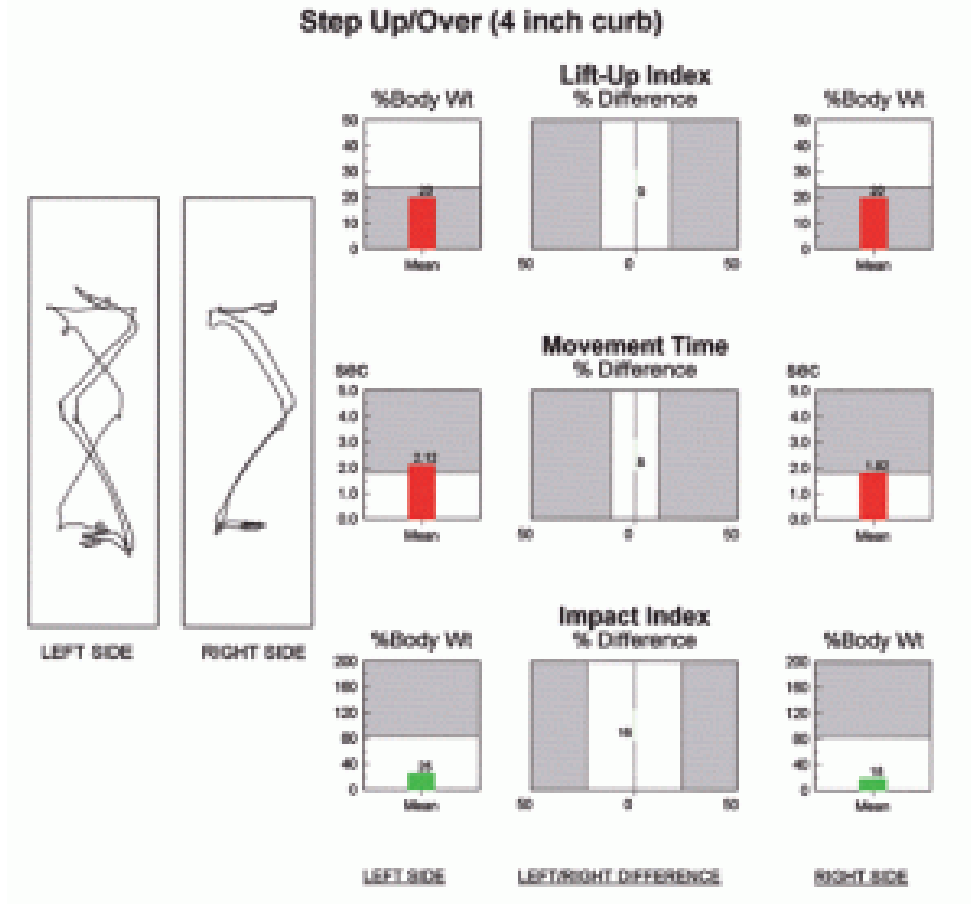 Step Up/Over (4 inch curb)
Lift-Up Index
%Body Wt % Difference %Body Wt
50 50
40 40
30 30
20 20 20 20
10 0 10
0 0
Mean 50 0 50 Mean
Movement Time
sec % Difference sec
5.0 5.0
4.0 4.0
3.0 3.0
2.0 2.0
1.0 1.0
0.0 0.0
Mean 50 0 50 Mean
Impact Index
%Body Wt % Difference %Body Wt
200 200
160 160
120 120
80 80
40 40
0 0
Mean 50 0 50 Mean
LEFT SIDE RIGHT SIDE
LEFT SIDE LEFT/RIGHT DIFFERENCE RIGHT SIDE